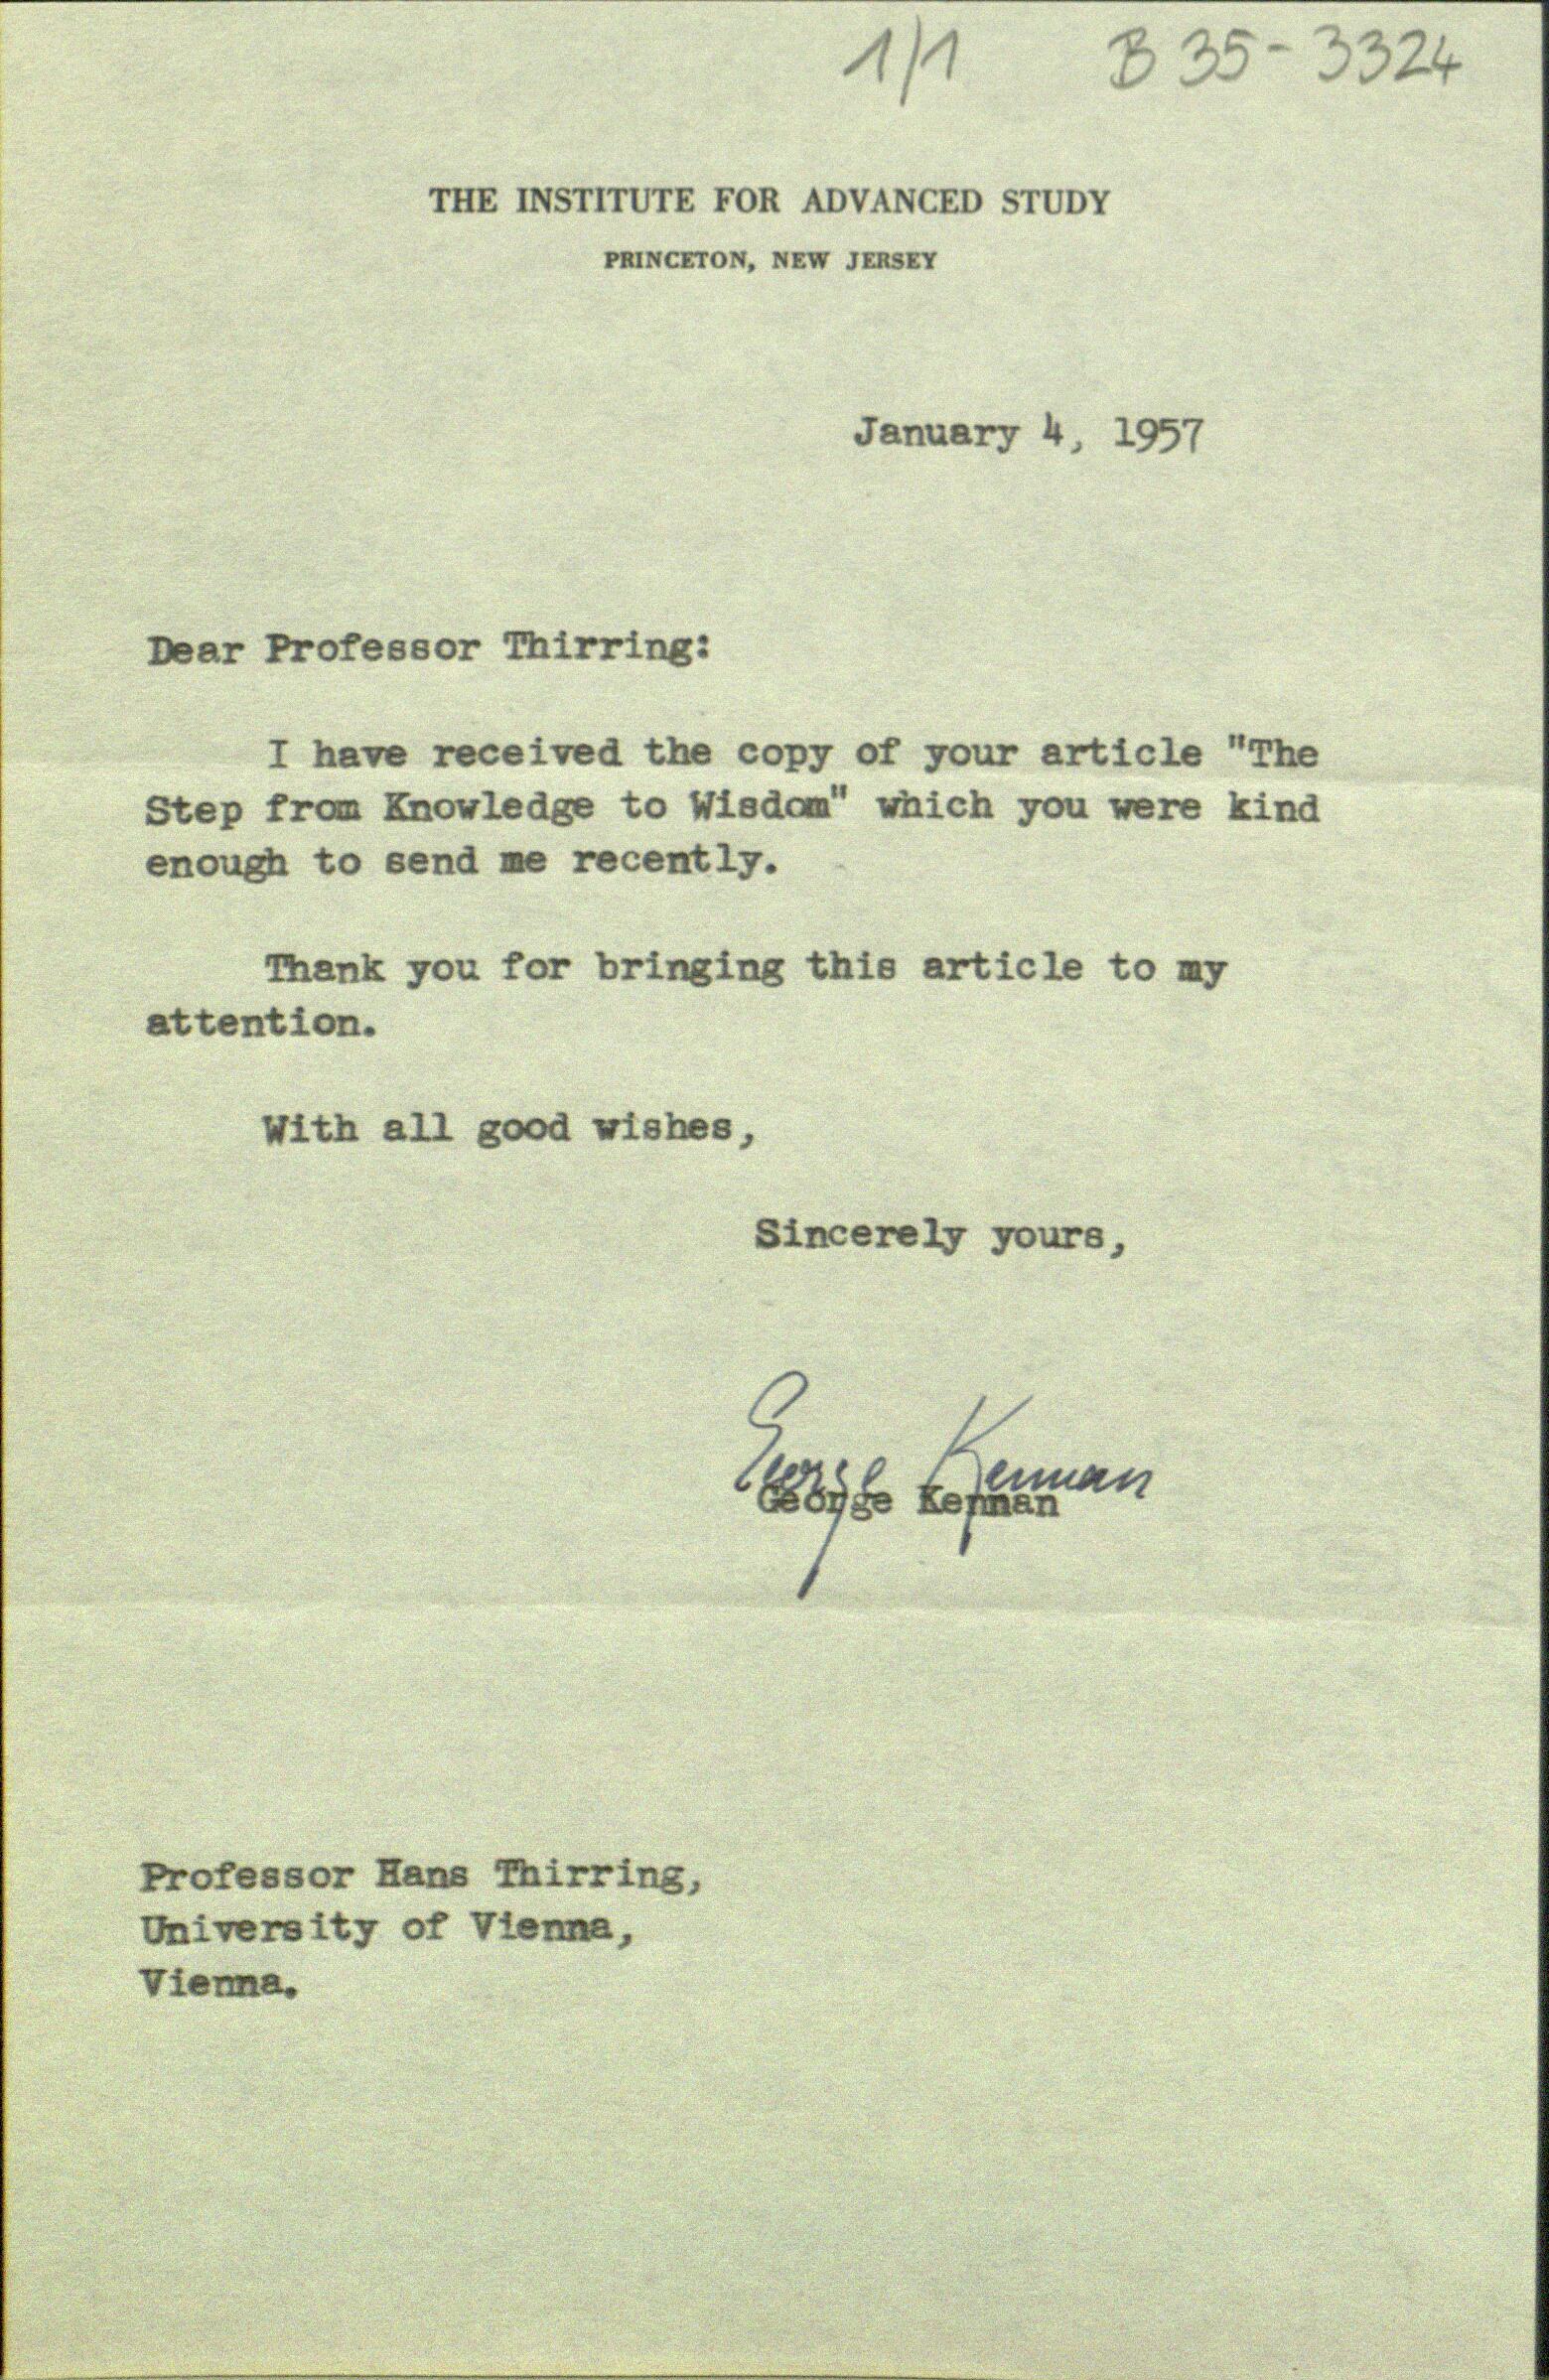 1/1 B 35-3324
THE INSTITUTE FOR ADVANCED STUDY
PRINCETON, NEW JERSEY
January 4, 1957
Dear Professor Thirring:
I have received the copy of your article "The
Step from Knowledge to Wisdom" which you were kind
enough to send me recently.
Thank you for bringing this article to my
attention.
With all good wishes,
Sincerely yours,
George Kennan
George Kennan
Professor Hans Thirring,
University of Vienna,
Vienna.